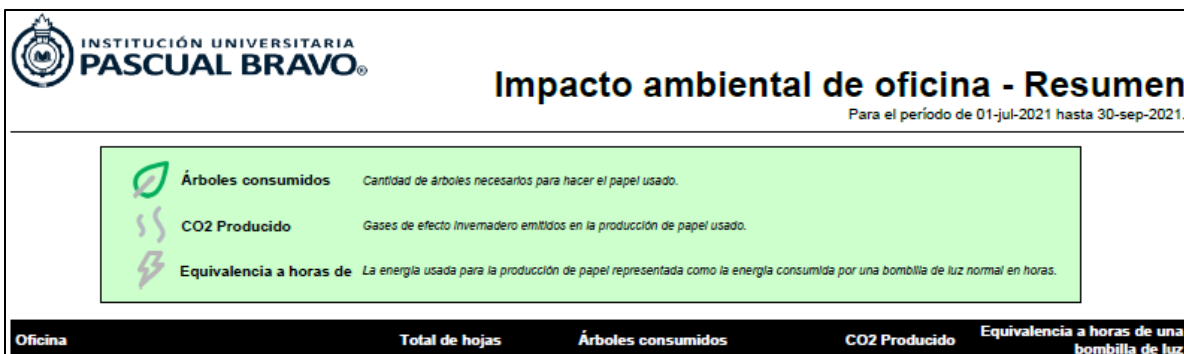 INSTITUCIÓN UNIVERSITARIA
PASCUAL BRAVO®
Impacto ambiental de oficina - Resumen
Para el período de 01-jul-2021 hasta 30-sep-2021.
Árboles consumidos Cantidad de árboles necesarios para hacer el papel usado.
CO2 Producido Gases de efecto invernadero emitidos en la producción de papel usado.
Equivalencia a horas de La energía usada para la producción de papel representada como la energía consumida por una bombilla de luz normal en horas.
Oficina Total de hojas Árboles consumidos CO2 Producido Equivalencia a horas de una
bombilla de luz